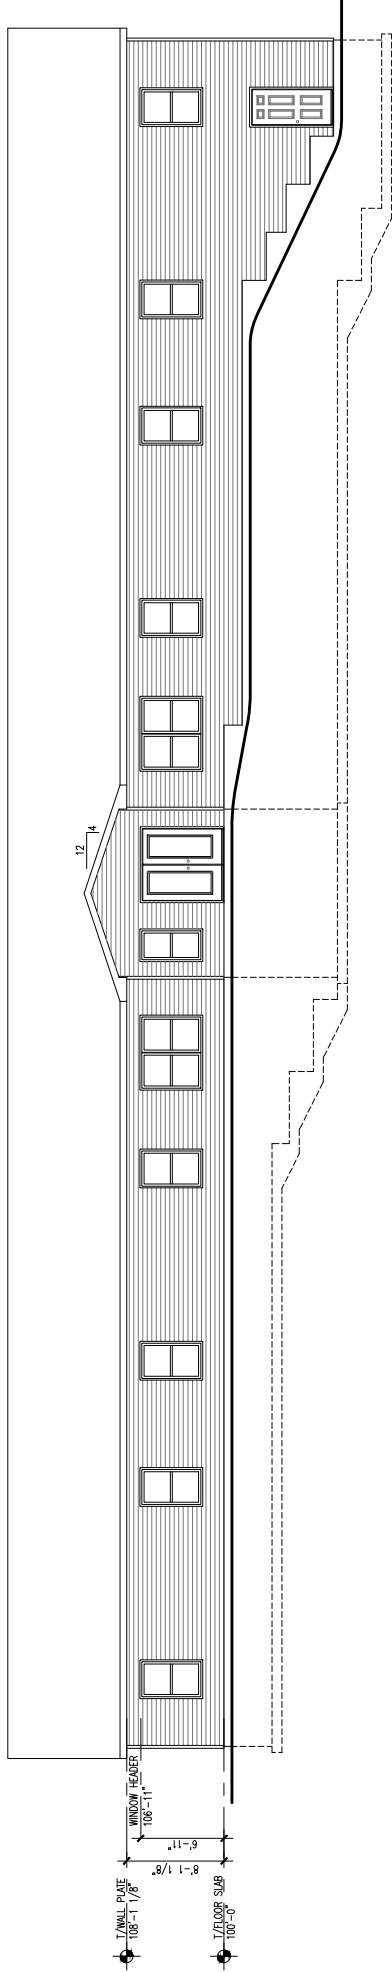 T/WALL PLATE
108'-1 1/8"
WINDOW HEADER
106'-11"
8'-1 1/8"
6'-11"
T/FLOOR SLAB
100'-0"
12
4